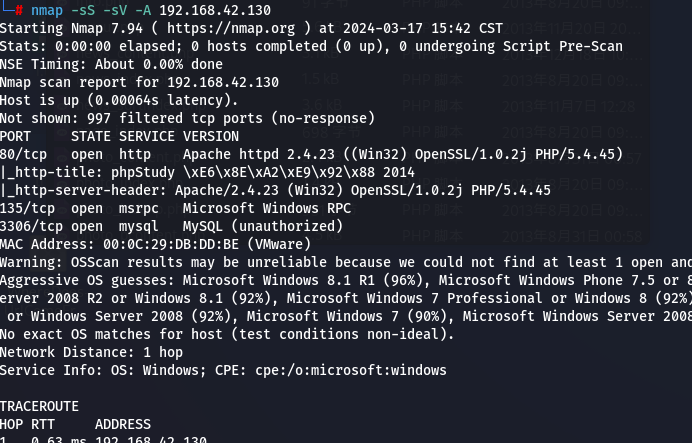 └─# nmap -sS -sV -A 192.168.42.130
Starting Nmap 7.94 ( https://nmap.org ) at 2024-03-17 15:42 CST
Stats: 0:00:00 elapsed; 0 hosts completed (0 up), 0 undergoing Script Pre-Scan
NSE Timing: About 0.00% done
Nmap scan report for 192.168.42.130
Host is up (0.00064s latency).
Not shown: 997 filtered tcp ports (no-response)
PORT     STATE SERVICE VERSION
80/tcp   open  http    Apache httpd 2.4.23 ((Win32) OpenSSL/1.0.2j PHP/5.4.45)
|_http-title: phpStudy \xE6\x8E\xA2\xE9\x92\x88 2014
|_http-server-header: Apache/2.4.23 (Win32) OpenSSL/1.0.2j PHP/5.4.45
135/tcp  open  msrpc   Microsoft Windows RPC
3306/tcp open  mysql   MySQL (unauthorized)
MAC Address: 00:0C:29:DB:DD:BE (VMware)
Warning: OSScan results may be unreliable because we could not find at least 1 open and
Aggressive OS guesses: Microsoft Windows 8.1 R1 (96%), Microsoft Windows Phone 7.5 or 8
erver 2008 R2 or Windows 8.1 (92%), Microsoft Windows 7 Professional or Windows 8 (92%)
or Windows Server 2008 (92%), Microsoft Windows 7 (90%), Microsoft Windows Server 2008
No exact OS matches for host (test conditions non-ideal).
Network Distance: 1 hop
Service Info: OS: Windows; CPE: cpe:/o:microsoft:windows
TRACEROUTE
HOP RTT     ADDRESS
1   0.63 ms 192.168.42.130